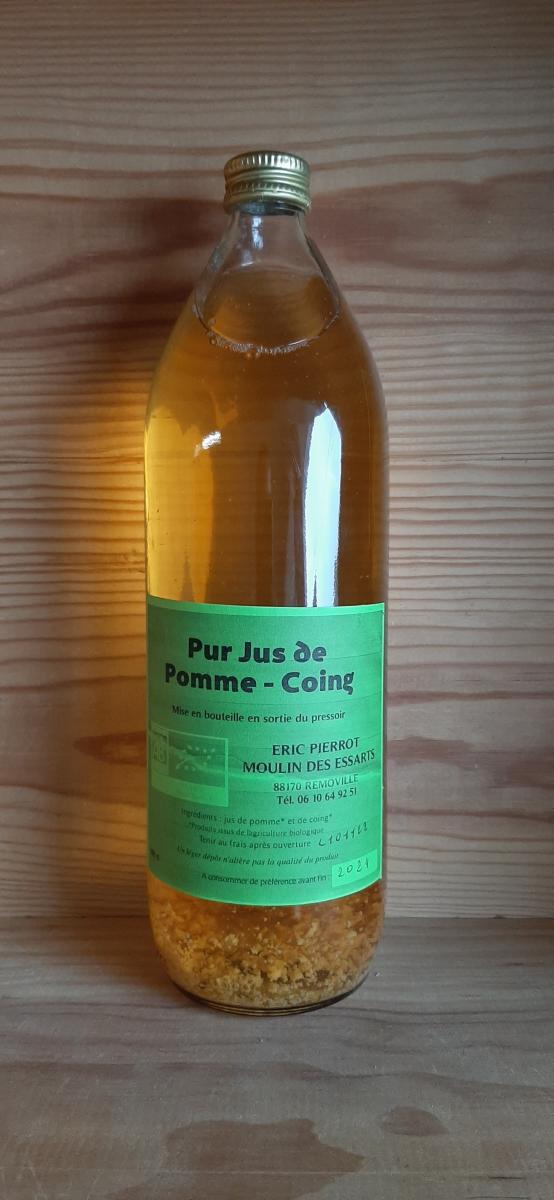 Pur Jus de
Pomme - Coing
Mise en bouteille en sortie du pressoir
AB
ERIC PIERROT
MOULIN DES ESSARTS
88170 REMOVILLE
Tél. 06 10 64 92 51
Ingrédients : jus de pomme* et de coing*
*Produits issus de l'agriculture biologique
Tenir au frais après ouverture
Un léger dépôt n'altère pas la qualité du produit
A consommer de préférence avant fin :